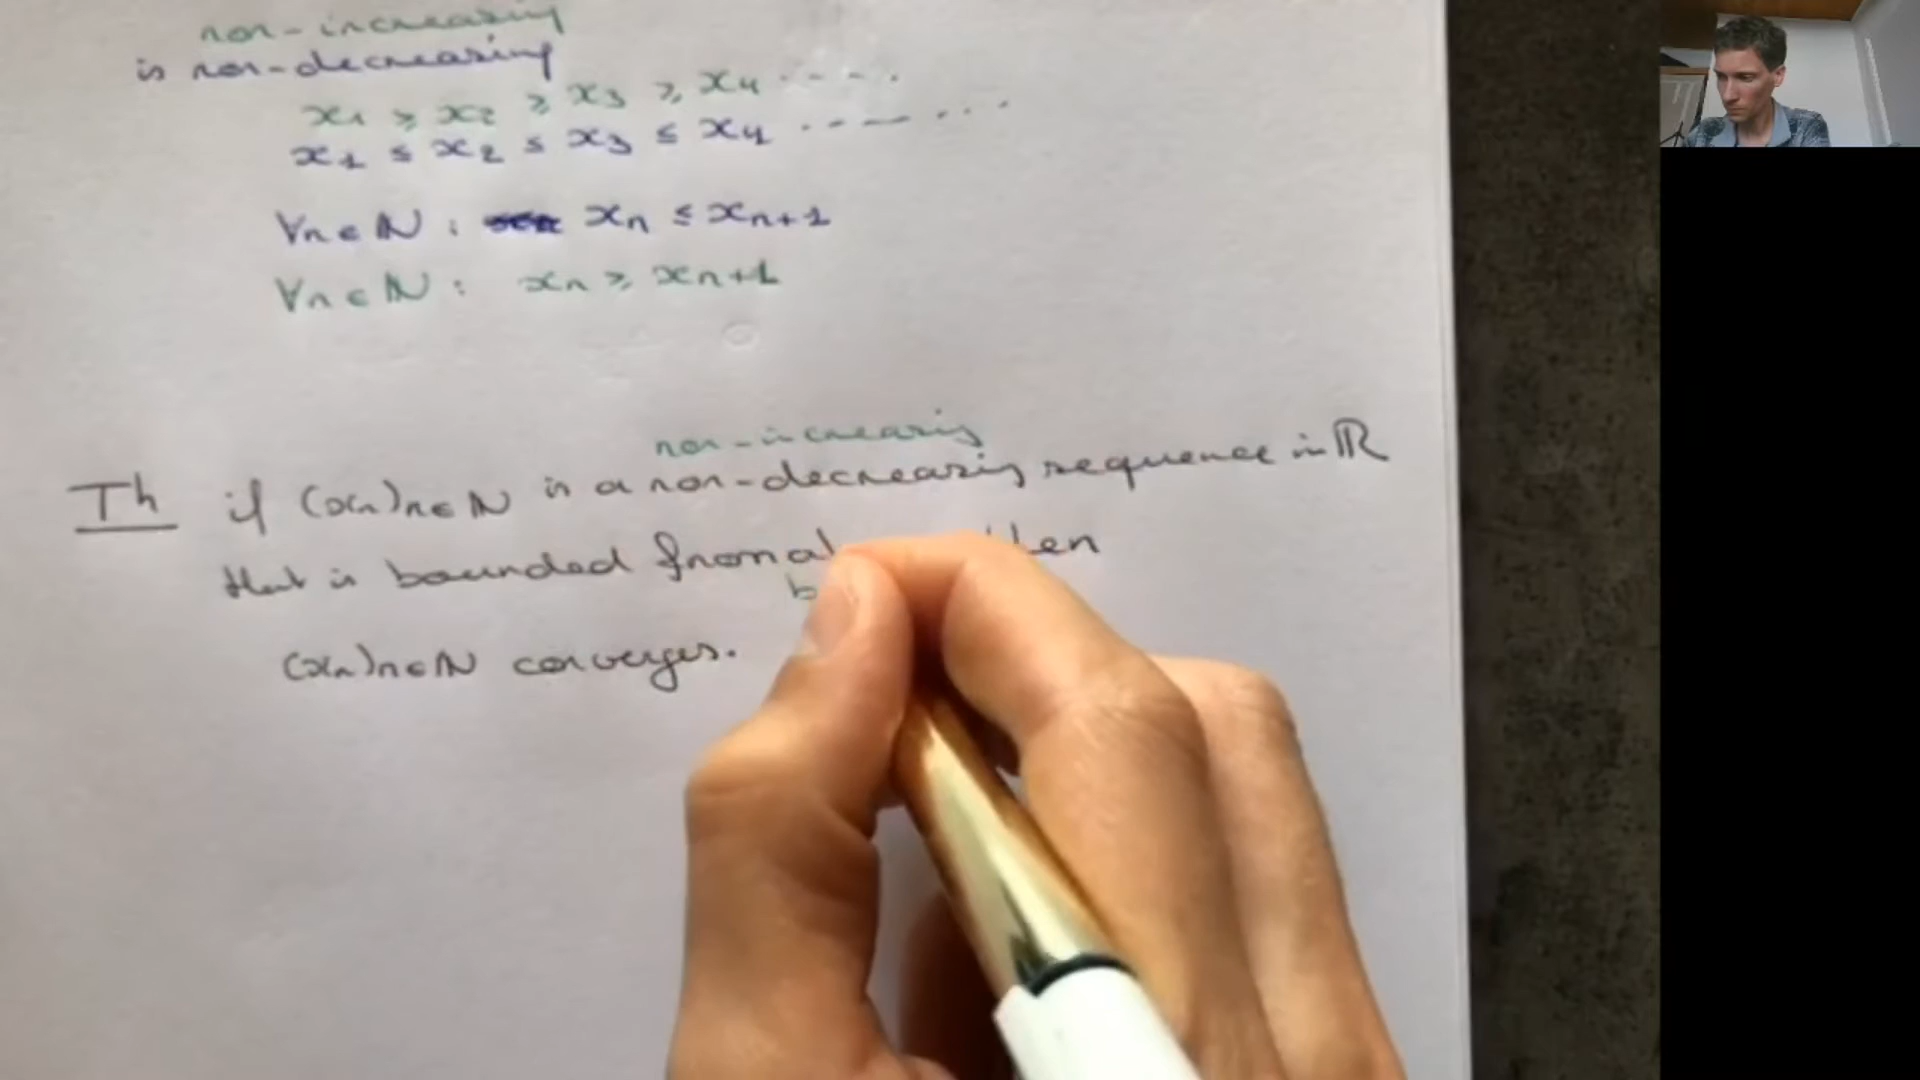 non-increasing
is non-decreasing
x₁ ≥ x₂ ≥ x₃ ≥ x₄ - - - .
x₁ ≤ x₂ ≤ x₃ ≤ x₄ - - - - ...
∀n∈ℕ : xₙ ≤ xₙ₊₁
∀n∈ℕ : xₙ ≥ xₙ₊₁
non-increasing
Th if (xₙ)n∈ℕ is a non-decreasing sequence in ℝ
that is bounded from
(xₙ)n∈ℕ converges.